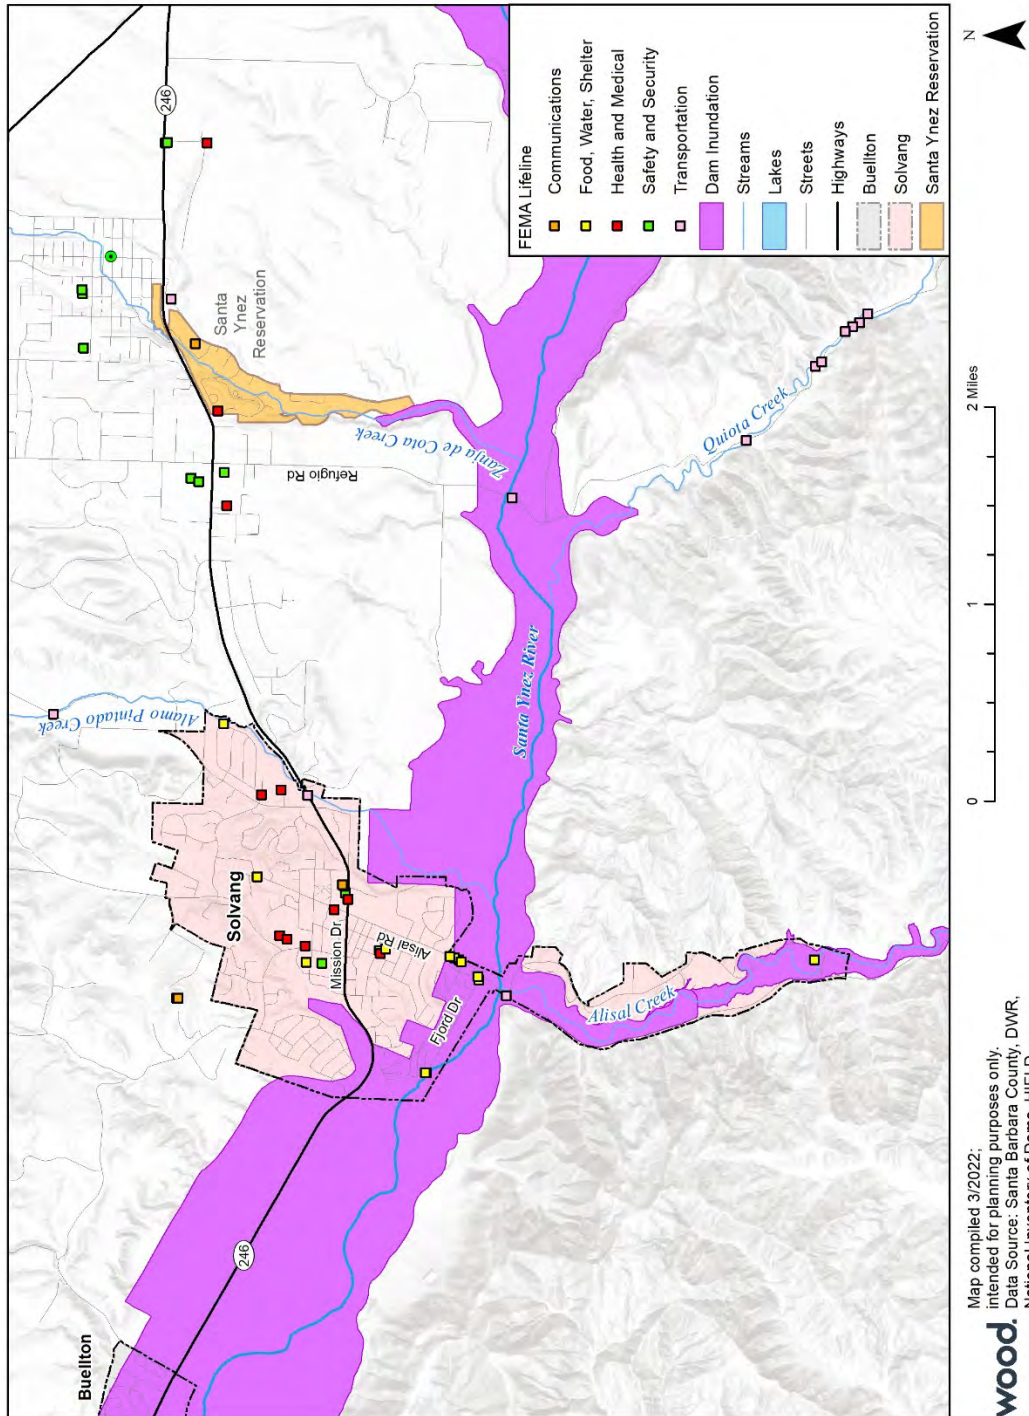 Buellton
246
Solvang
Mission Dr
Alisal Rd
Fjord Dr
Alisal Creek
Alamo Pintado Creek
Santa Ynez River
Refugio Rd
Zanja de Cota Creek
Quiota Creek
Santa
Ynez
Reservation
246
FEMA Lifeline
Communications
Food, Water, Shelter
Health and Medical
Safety and Security
Transportation
Dam Inundation
Streams
Lakes
Streets
Highways
Buellton
Solvang
Santa Ynez Reservation
wood.
Map compiled 3/2022;
intended for planning purposes only.
Data Source: Santa Barbara County, DWR,
0
1
2 Miles
N